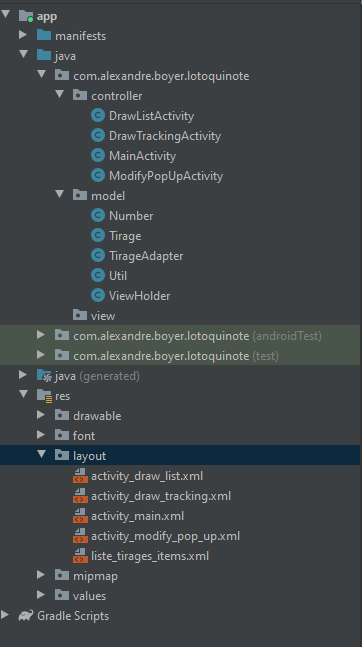 app
manifests
java
com.alexandre.boyer.lotoquinote
controller
DrawListActivity
DrawTrackingActivity
MainActivity
ModifyPopUpActivity
model
Number
Tirage
TirageAdapter
Util
ViewHolder
view
com.alexandre.boyer.lotoquinote (androidTest)
com.alexandre.boyer.lotoquinote (test)
java (generated)
res
drawable
font
layout
activity_draw_list.xml
activity_draw_tracking.xml
activity_main.xml
activity_modify_pop_up.xml
liste_tirages_items.xml
mipmap
values
Gradle Scripts